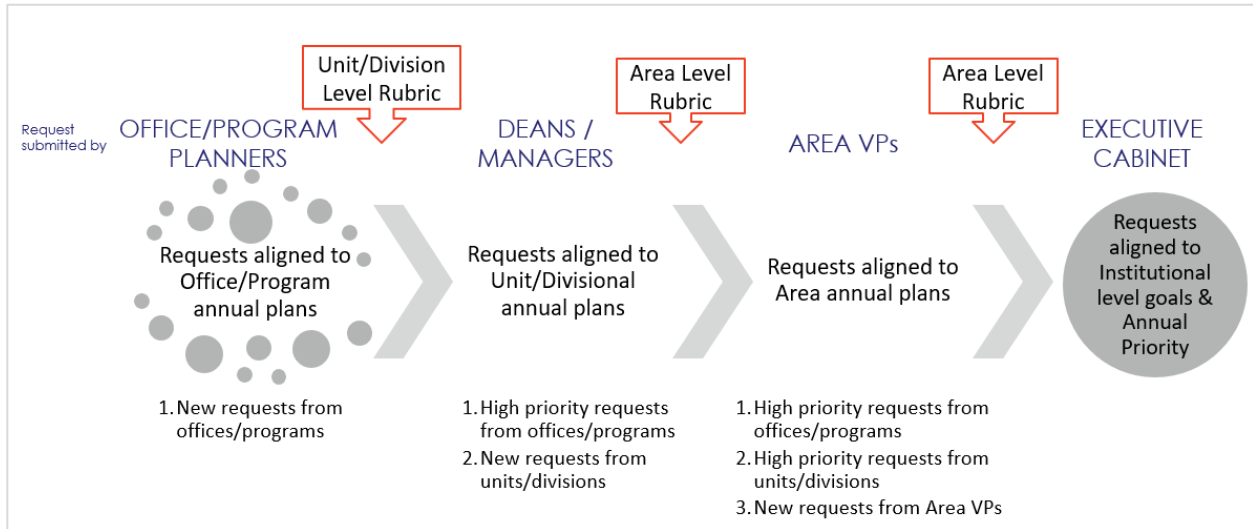 Unit/Division
Level Rubric
Area Level
Rubric
Area Level
Rubric
Request
submitted by
OFFICE/PROGRAM
PLANNERS
DEANS /
MANAGERS
AREA VPs
EXECUTIVE
CABINET
Requests aligned to
Office/Program
annual plans
Requests aligned to
Unit/Divisional
annual plans
Requests aligned to
Area annual plans
Requests
aligned to
Institutional
level goals &
Annual
Priority
1. New requests from
offices/programs
1. High priority requests
from offices/programs
2. New requests from
units/divisions
1. High priority requests from
offices/programs
2. High priority requests from
units/divisions
3. New requests from Area VPs